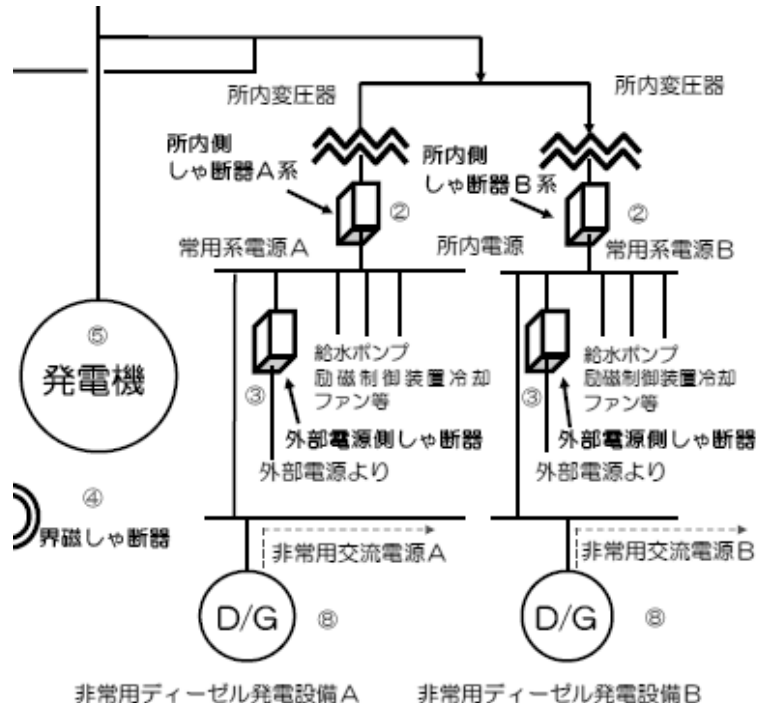 所内変圧器
所内変圧器
所内側
しゃ断器A系
所内側
しゃ断器B系
②
②
常用系電源A
所内電源
常用系電源B
⑤
発電機
給水ポンプ
励磁制御装置冷却
ファン等
給水ポンプ
励磁制御装置冷却
ファン等
③
③
外部電源側しゃ断器
外部電源側しゃ断器
外部電源より
外部電源より
④
界磁しゃ断器
非常用交流電源A
非常用交流電源B
D/G
⑧
D/G
⑧
非常用ディーゼル発電設備A
非常用ディーゼル発電設備B